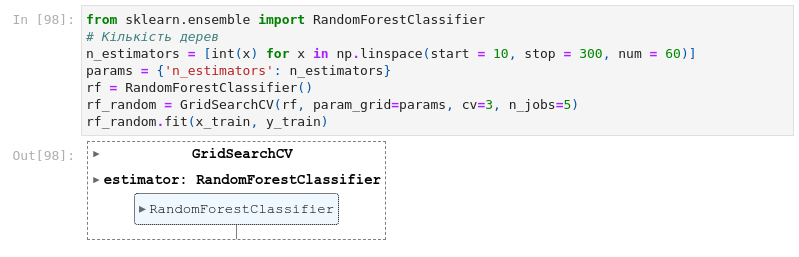 In [98]: from sklearn.ensemble import RandomForestClassifier
# Кількість дерев
n_estimators = [int(x) for x in np.linspace(start = 10, stop = 300, num = 60)]
params = {'n_estimators': n_estimators}
rf = RandomForestClassifier()
rf_random = GridSearchCV(rf, param_grid=params, cv=3, n_jobs=5)
rf_random.fit(x_train, y_train)
Out[98]: ▸ GridSearchCV
▸ estimator: RandomForestClassifier
▸ RandomForestClassifier